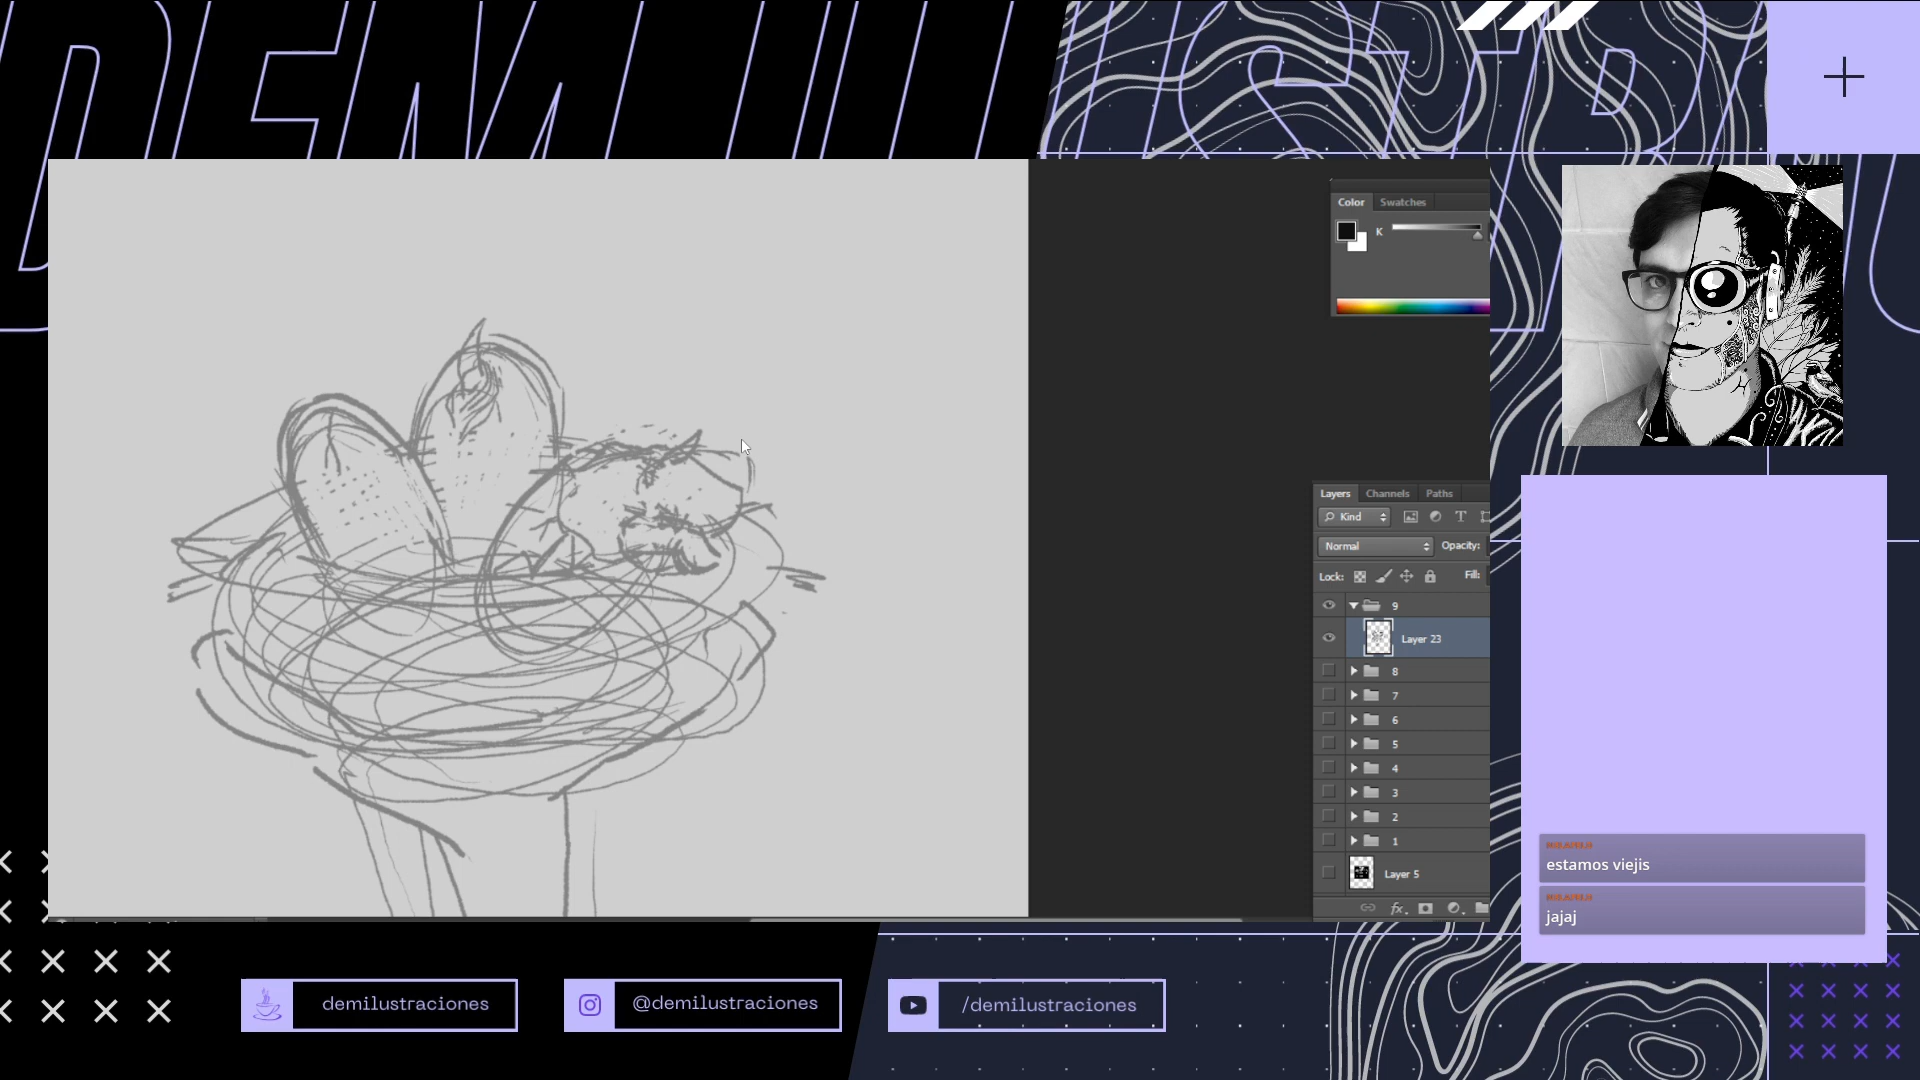 Color Swatches
K
Layers Channels Paths
Kind
Normal Opacity:
Lock: Fill:
9
Layer 23
8
7
6
5
4
3
2
1
Layer 5
fx
estamos viejis
jajaj
demilustraciones
@demilustraciones
/demilustraciones